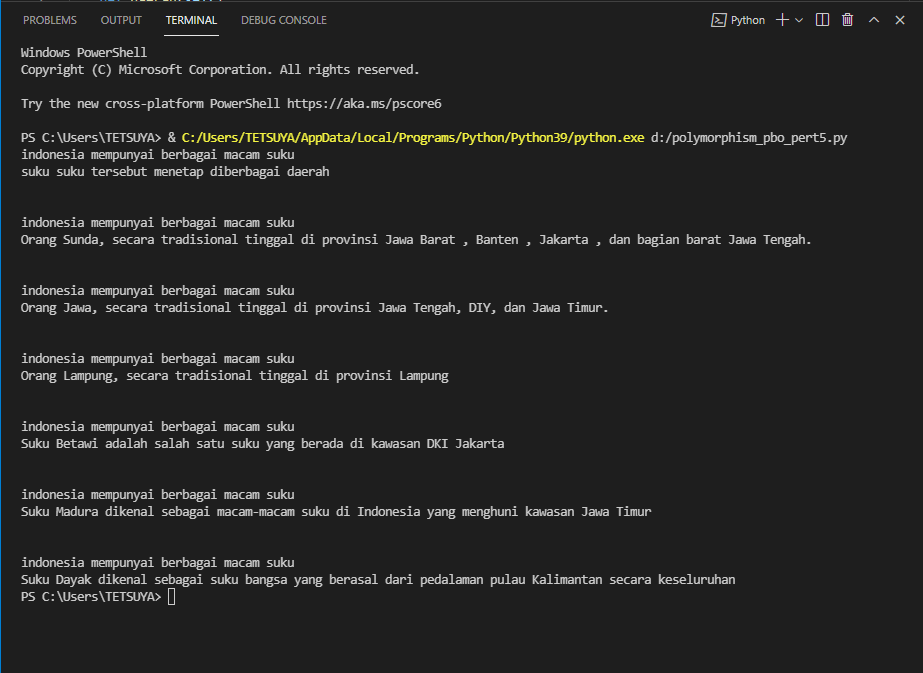 PROBLEMS OUTPUT TERMINAL DEBUG CONSOLE Python
Windows PowerShell
Copyright (C) Microsoft Corporation. All rights reserved.
Try the new cross-platform PowerShell https://aka.ms/pscore6
PS C:\Users\TETSUYA> & C:/Users/TETSUYA/AppData/Local/Programs/Python/Python39/python.exe d:/polymorphism_pbo_pert5.py
indonesia mempunyai berbagai macam suku
suku suku tersebut menetap diberbagai daerah
indonesia mempunyai berbagai macam suku
Orang Sunda, secara tradisional tinggal di provinsi Jawa Barat , Banten , Jakarta , dan bagian barat Jawa Tengah.
indonesia mempunyai berbagai macam suku
Orang Jawa, secara tradisional tinggal di provinsi Jawa Tengah, DIY, dan Jawa Timur.
indonesia mempunyai berbagai macam suku
Orang Lampung, secara tradisional tinggal di provinsi Lampung
indonesia mempunyai berbagai macam suku
Suku Betawi adalah salah satu suku yang berada di kawasan DKI Jakarta
indonesia mempunyai berbagai macam suku
Suku Madura dikenal sebagai macam-macam suku di Indonesia yang menghuni kawasan Jawa Timur
indonesia mempunyai berbagai macam suku
Suku Dayak dikenal sebagai suku bangsa yang berasal dari pedalaman pulau Kalimantan secara keseluruhan
PS C:\Users\TETSUYA>